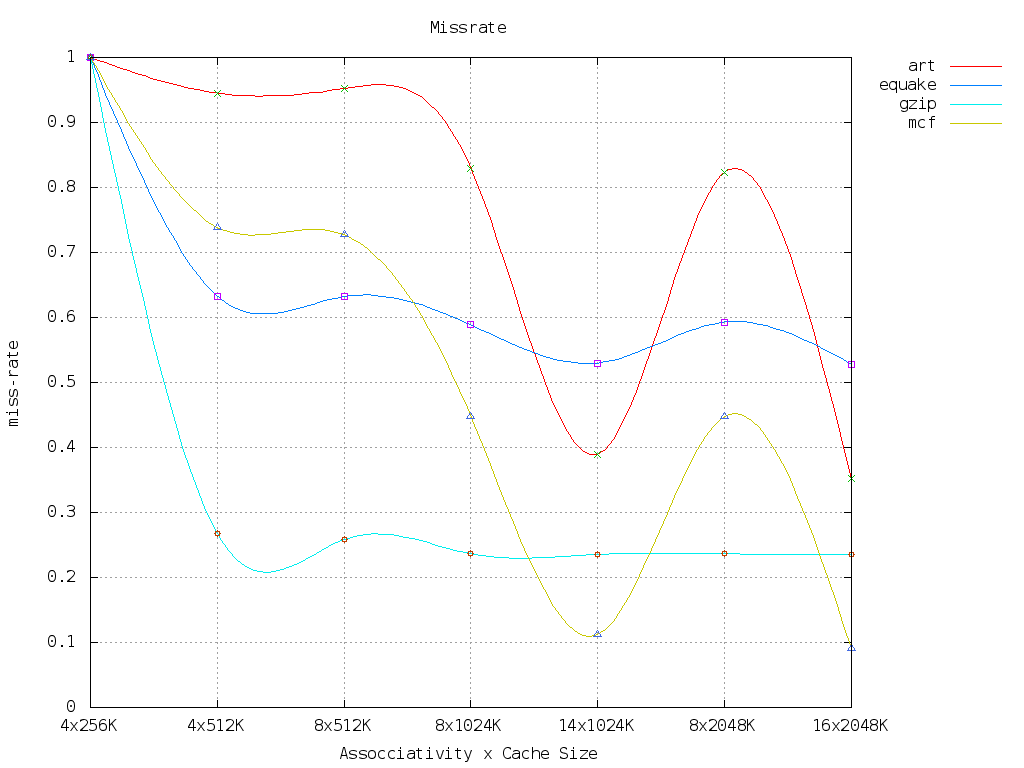 Missrate
art
equake
gzip
mcf
1
0.9
0.8
0.7
0.6
0.5
0.4
0.3
0.2
0.1
0
miss-rate
4x256K 4x512K 8x512K 8x1024K 14x1024K 8x2048K 16x2048K
Assocciativity x Cache Size